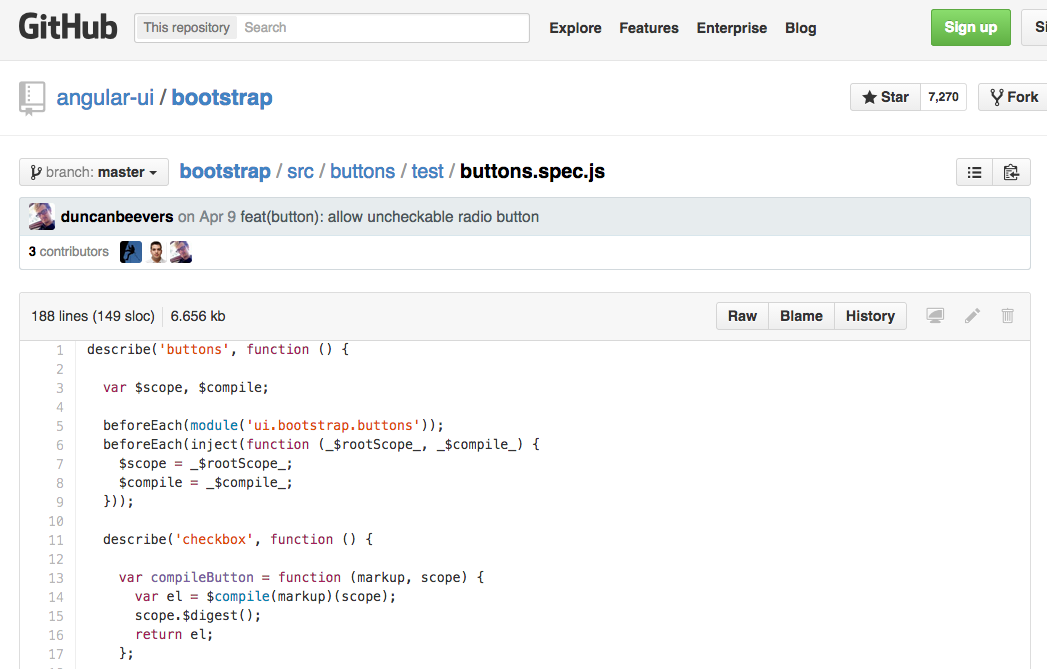 GitHub This repository Search Explore Features Enterprise Blog Sign up Si
angular-ui / bootstrap Star 7,270 Fork
branch: master bootstrap / src / buttons / test / buttons.spec.js
duncanbeevers on Apr 9 feat(button): allow uncheckable radio button
3 contributors
188 lines (149 sloc) 6.656 kb Raw Blame History
1 describe('buttons', function () {
2
3 var $scope, $compile;
4
5 beforeEach(module('ui.bootstrap.buttons'));
6 beforeEach(inject(function (_$rootScope_, _$compile_) {
7 $scope = _$rootScope_;
8 $compile = _$compile_;
9 }));
10
11 describe('checkbox', function () {
12
13 var compileButton = function (markup, scope) {
14 var el = $compile(markup)(scope);
15 scope.$digest();
16 return el;
17 };